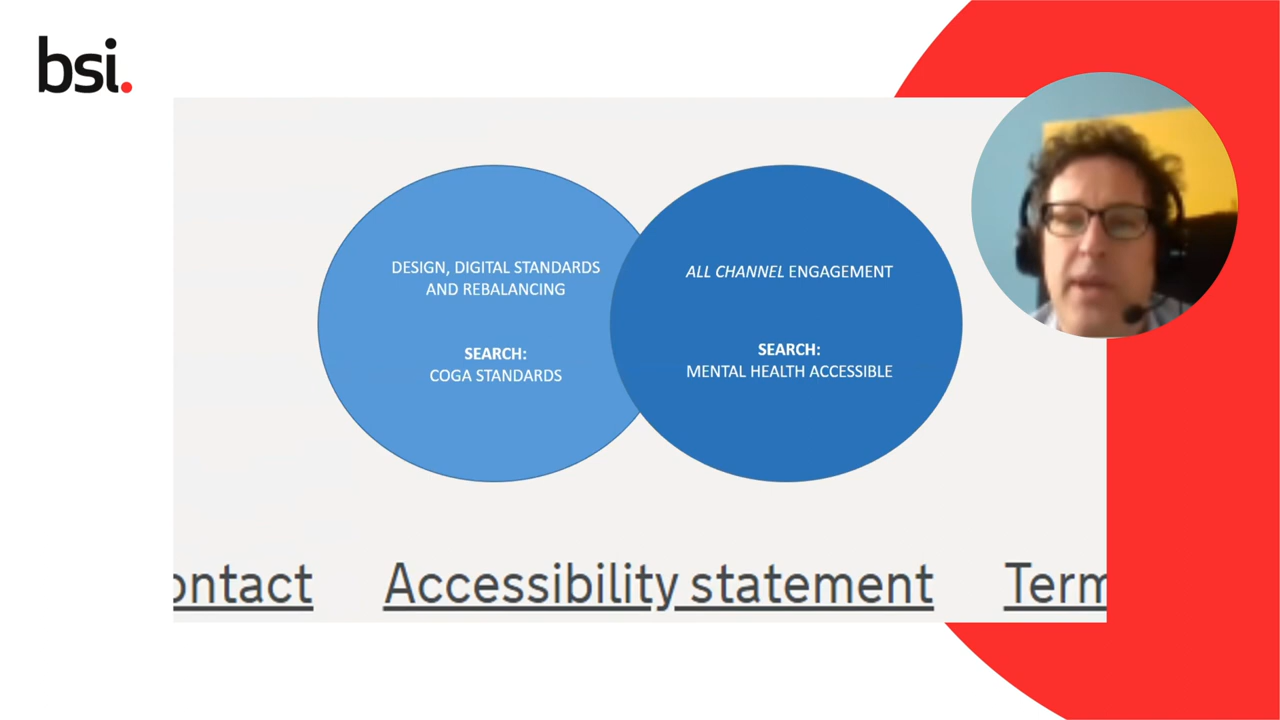 bsi.
DESIGN, DIGITAL STANDARDS
AND REBALANCING
SEARCH:
COGA STANDARDS
ALL CHANNEL ENGAGEMENT
SEARCH:
MENTAL HEALTH ACCESSIBLE
ontact
Accessibility statement
Term